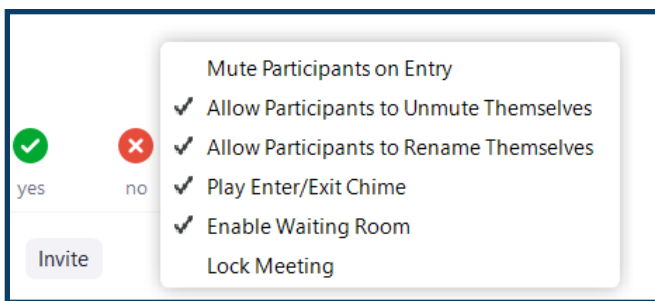 Mute Participants on Entry
Allow Participants to Unmute Themselves
Allow Participants to Rename Themselves
Play Enter/Exit Chime
Enable Waiting Room
Lock Meeting
yes
no
Invite